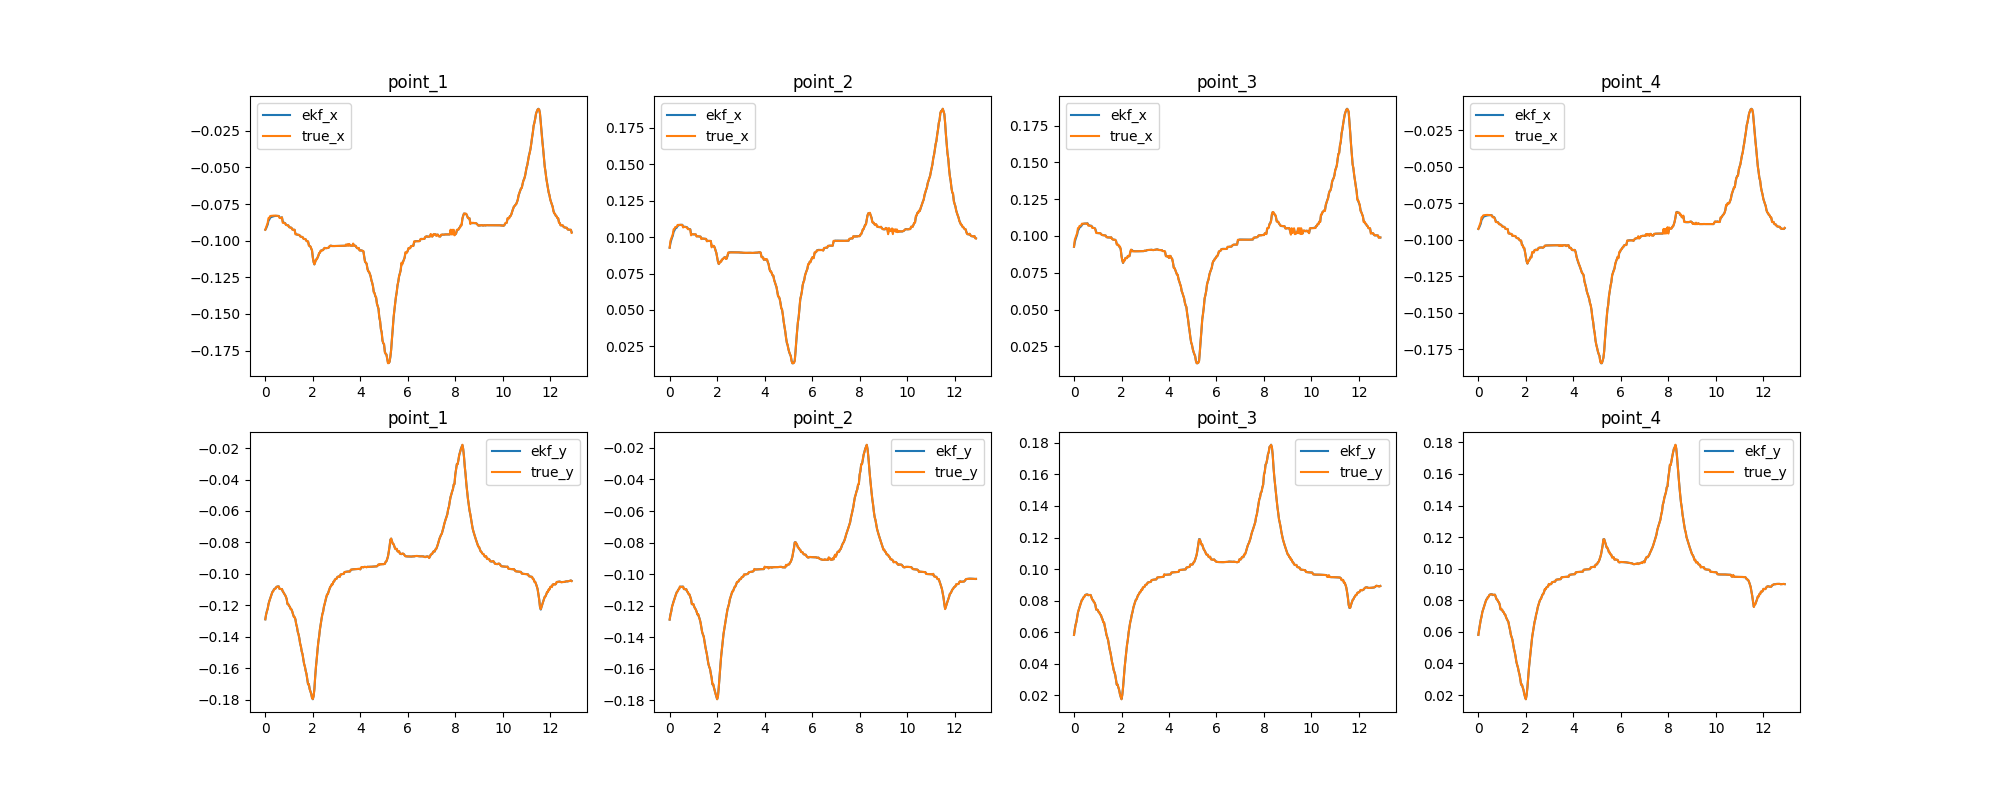 point_1 point_2 point_3 point_4
ekf_x ekf_x ekf_x ekf_x
true_x true_x true_x true_x
−0.025 0.175 0.175 −0.025
−0.050 0.150 0.150 −0.050
−0.075 0.125 0.125 −0.075
−0.100 0.100 0.100 −0.100
−0.125 0.075 0.075 −0.125
−0.150 0.050 0.050 −0.150
−0.175 0.025 0.025 −0.175
0 2 4 6 8 10 12 0 2 4 6 8 10 12 0 2 4 6 8 10 12 0 2 4 6 8 10 12
point_1 point_2 point_3 point_4
ekf_y ekf_y ekf_y ekf_y
true_y true_y true_y true_y
−0.02 −0.02 0.18 0.18
−0.04 −0.04 0.16 0.16
−0.06 −0.06 0.14 0.14
−0.08 −0.08 0.12 0.12
−0.10 −0.10 0.10 0.10
−0.12 −0.12 0.08 0.08
−0.14 −0.14 0.06 0.06
−0.16 −0.16 0.04 0.04
−0.18 −0.18 0.02 0.02
0 2 4 6 8 10 12 0 2 4 6 8 10 12 0 2 4 6 8 10 12 0 2 4 6 8 10 12